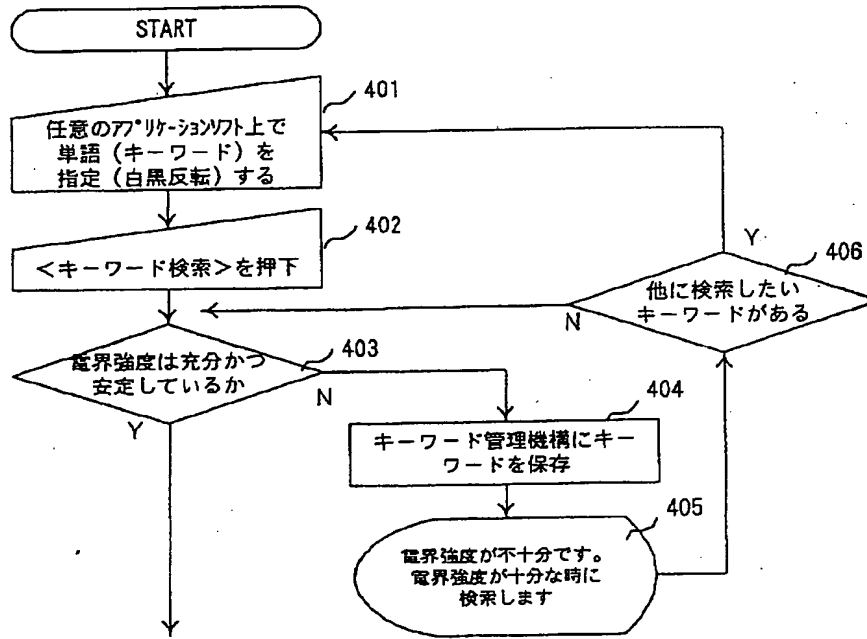 START
401
任意のアプリケーションソフト上で
単語（キーワード）を
指定（白黒反転）する
402
＜キーワード検索＞を押下
Y
406
他に検索したい
キーワードがある
N
403
電界強度は充分かつ
安定しているか
N
Y
404
キーワード管理機構にキー
ワードを保存
405
電界強度が不十分です。
電界強度が十分な時に
検索します